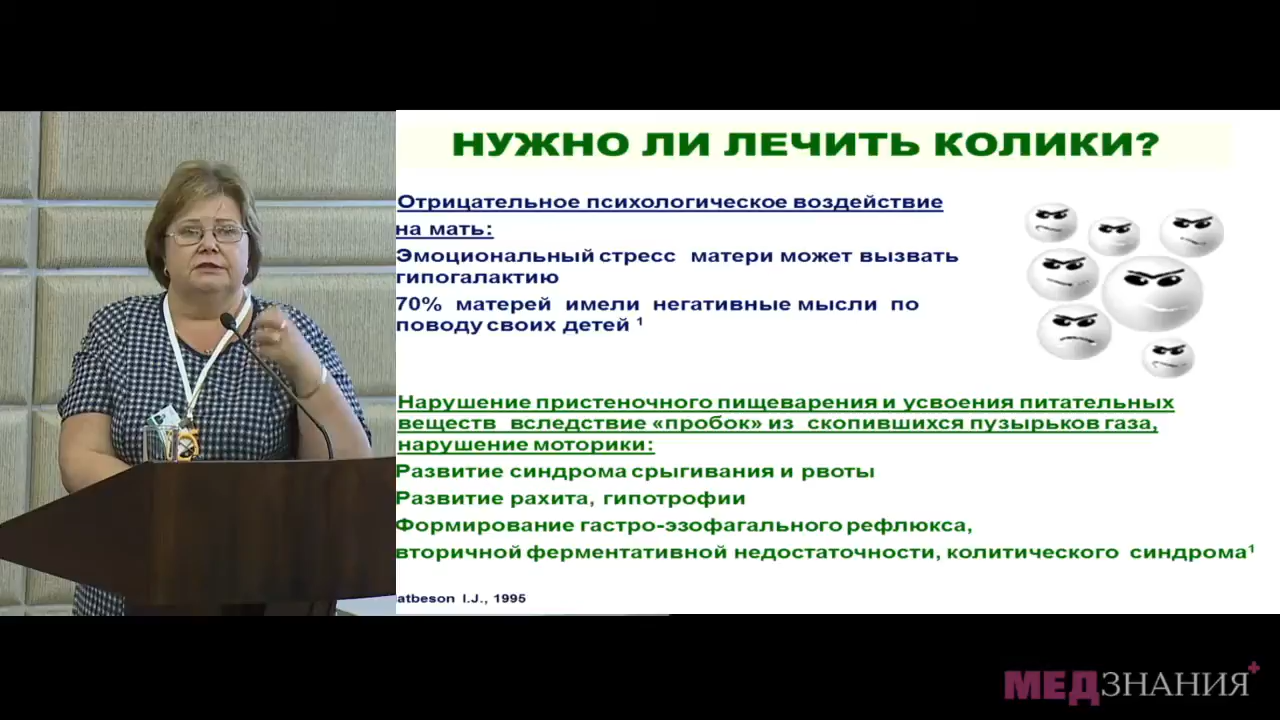 НУЖНО ЛИ ЛЕЧИТЬ КОЛИКИ?
Отрицательное психологическое воздействие
на мать:
Эмоциональный стресс матери может вызвать
гипогалактию
70% матерей имели негативные мысли по
поводу своих детей 1
Нарушение пристеночного пищеварения и усвоения питательных
веществ вследствие «пробок» из скопившихся пузырьков газа,
нарушение моторики:
Развитие синдрома срыгивания и рвоты
Развитие рахита, гипотрофии
Формирование гастро-эзофагального рефлюкса,
вторичной ферментативной недостаточности, колитического синдрома1
atbeson I.J., 1995
МЕДЗНАНИЯ+